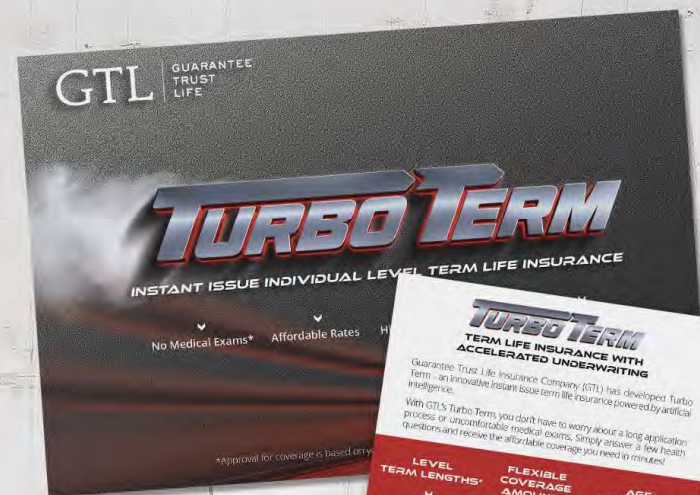 GTL
GUARANTEE
TRUST
LIFE
TURBO TERM
INSTANT ISSUE INDIVIDUAL LEVEL TERM LIFE INSURANCE
No Medical Exams* Affordable Rates
*Approval for coverage is based on
TURBO TERM
TERM LIFE INSURANCE WITH
ACCELERATED UNDERWRITING
Guarantee Trust Life Insurance Company (GTL) has developed Turbo
Term - an innovative instant issue term life insurance powered by artificial
intelligence.
With GTL's Turbo Term, you don't have to worry about a long application
process or uncomfortable medical exams. Simply answer a few health
questions and receive the affordable coverage you need in minutes!
LEVEL
TERM LENGTHS*
FLEXIBLE
COVERAGE
AMOUN
AGE